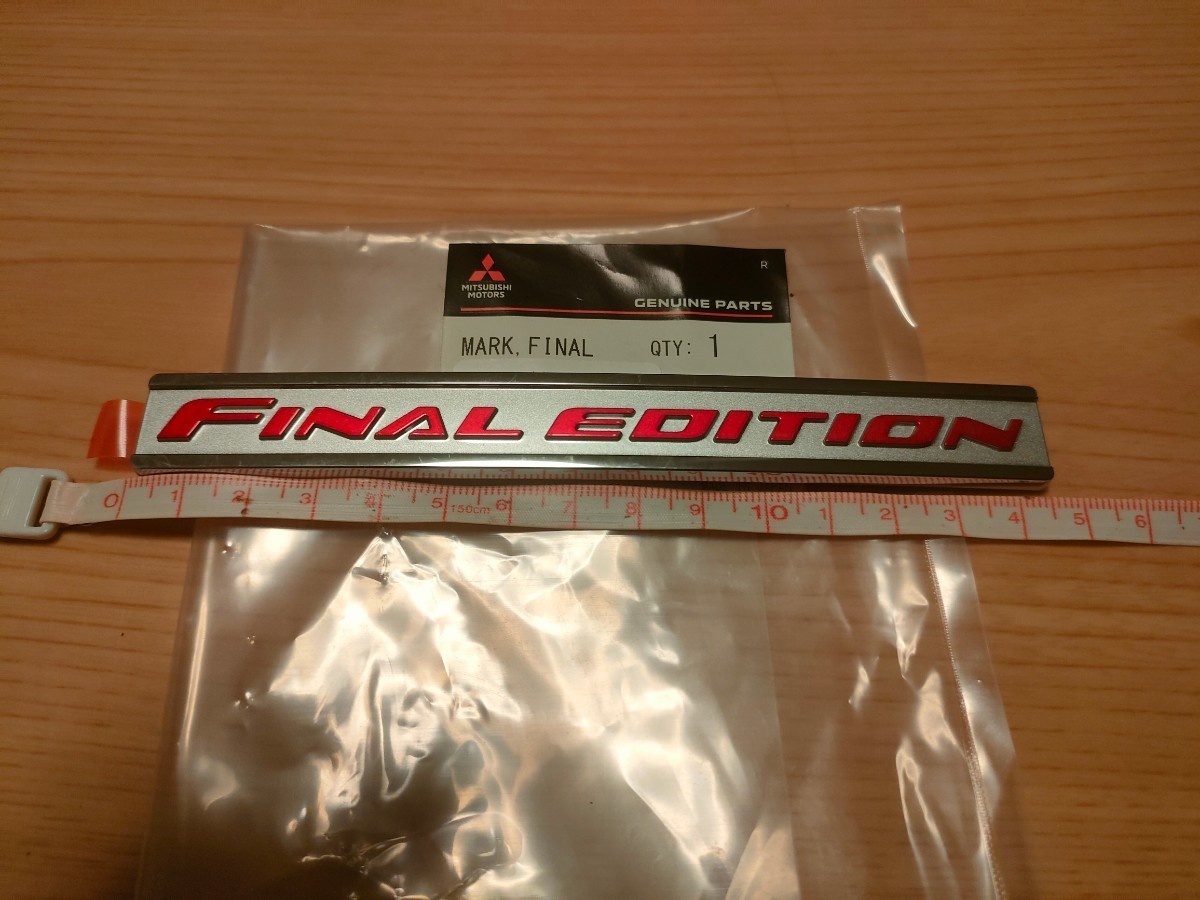 MITSUBISHI
MOTORS
R
GENUINE PARTS
MARK, FINAL QTY: 1
FINAL EDITION
0 1 2 3 4 5 150cm 6 7 8 9 10 1 2 3 4 5 6